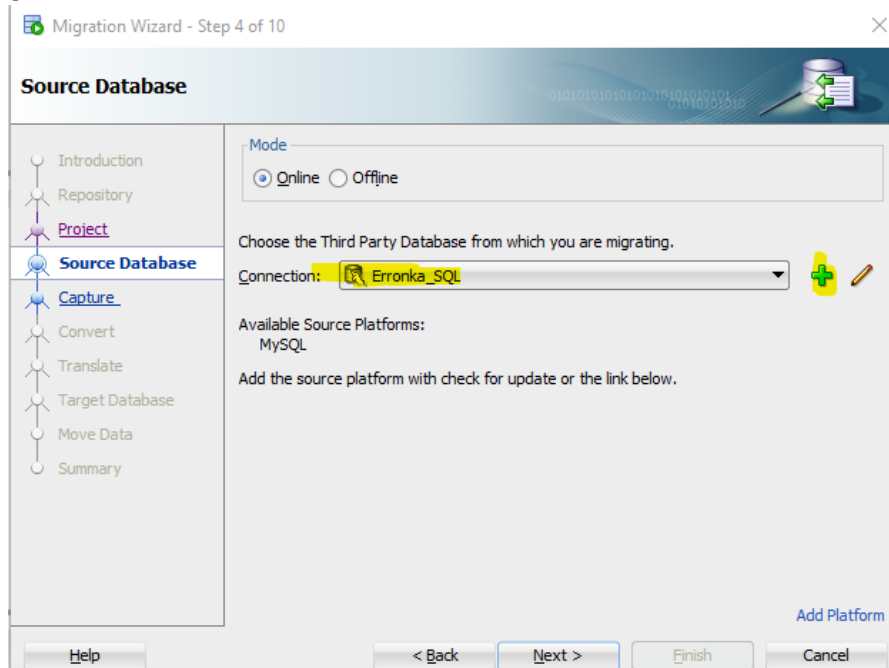 Migration Wizard - Step 4 of 10
Source Database
Introduction
Repository
Project
Source Database
Capture
Convert
Translate
Target Database
Move Data
Summary
Mode
Online Offline
Choose the Third Party Database from which you are migrating.
Connection: Erronka_SQL
Available Source Platforms:
MySQL
Add the source platform with check for update or the link below.
Add Platform
Help < Back Next > Finish Cancel